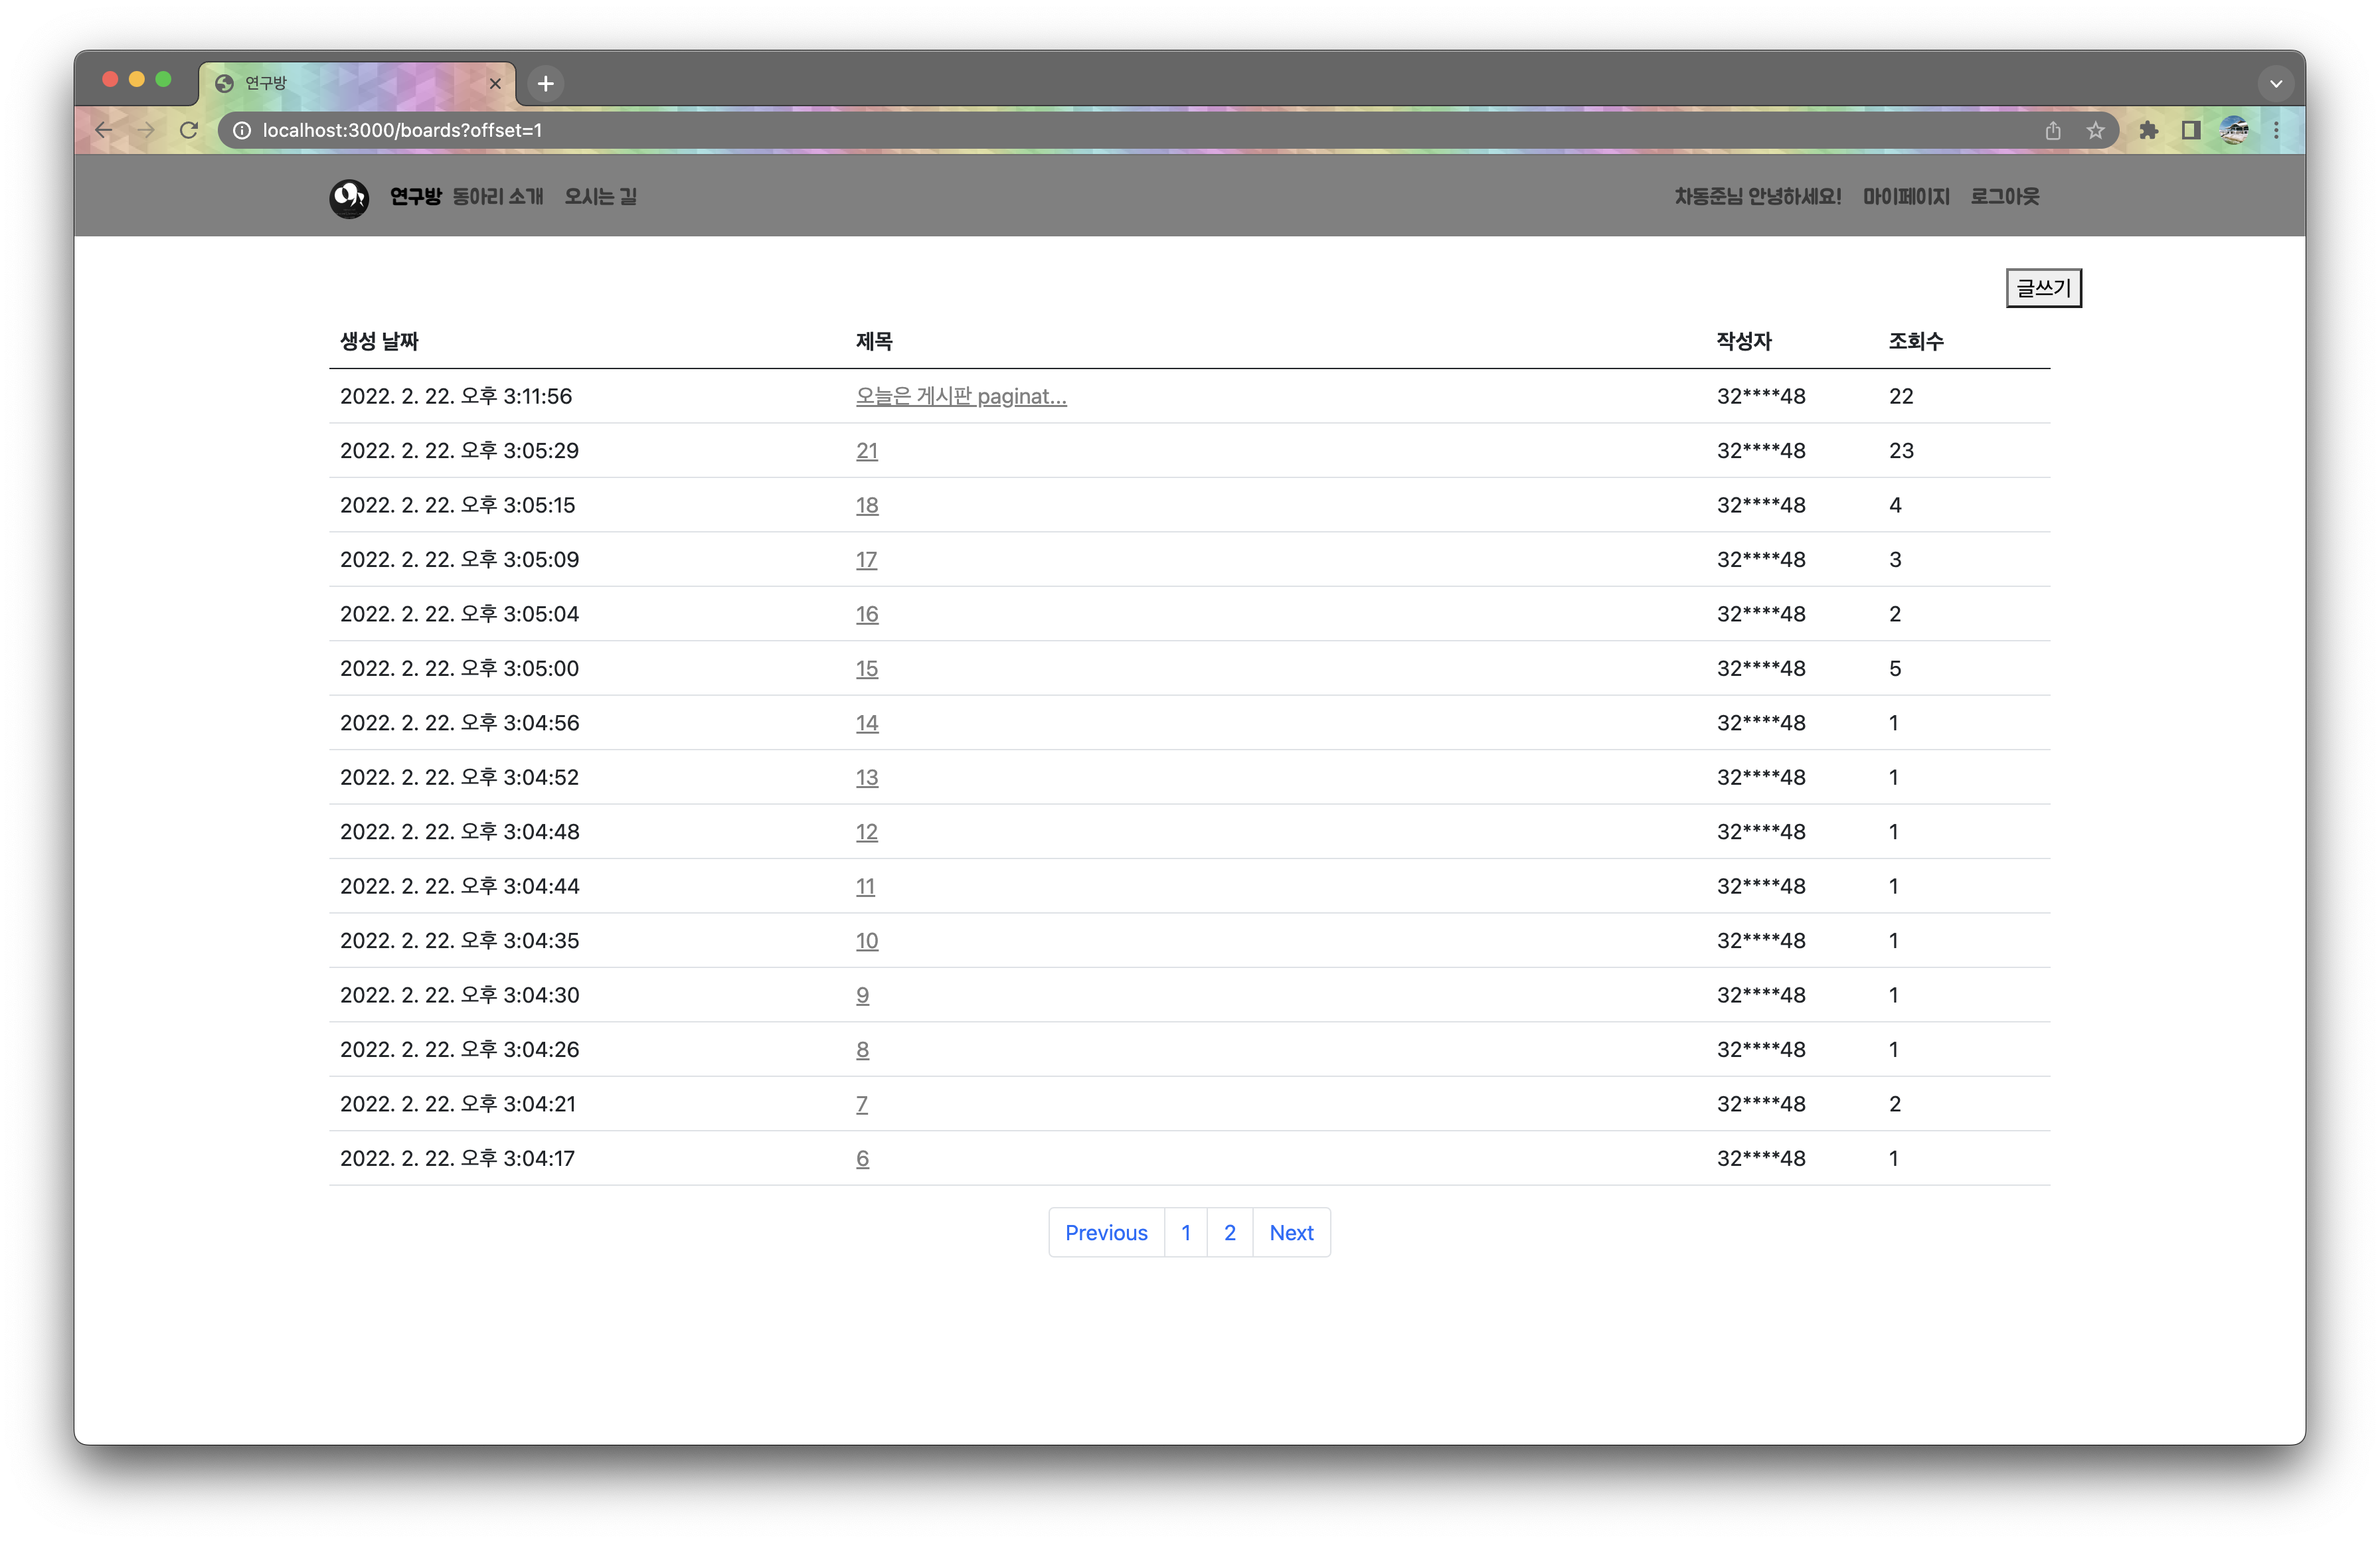 연구방
localhost:3000/boards?offset=1
연구방 동아리 소개 오시는 길 차동준님 안녕하세요! 마이페이지 로그아웃
글쓰기
생성 날짜 제목 작성자 조회수
2022. 2. 22. 오후 3:11:56 오늘은 게시판 paginat... 32****48 22
2022. 2. 22. 오후 3:05:29 21 32****48 23
2022. 2. 22. 오후 3:05:15 18 32****48 4
2022. 2. 22. 오후 3:05:09 17 32****48 3
2022. 2. 22. 오후 3:05:04 16 32****48 2
2022. 2. 22. 오후 3:05:00 15 32****48 5
2022. 2. 22. 오후 3:04:56 14 32****48 1
2022. 2. 22. 오후 3:04:52 13 32****48 1
2022. 2. 22. 오후 3:04:48 12 32****48 1
2022. 2. 22. 오후 3:04:44 11 32****48 1
2022. 2. 22. 오후 3:04:35 10 32****48 1
2022. 2. 22. 오후 3:04:30 9 32****48 1
2022. 2. 22. 오후 3:04:26 8 32****48 1
2022. 2. 22. 오후 3:04:21 7 32****48 2
2022. 2. 22. 오후 3:04:17 6 32****48 1
Previous 1 2 Next